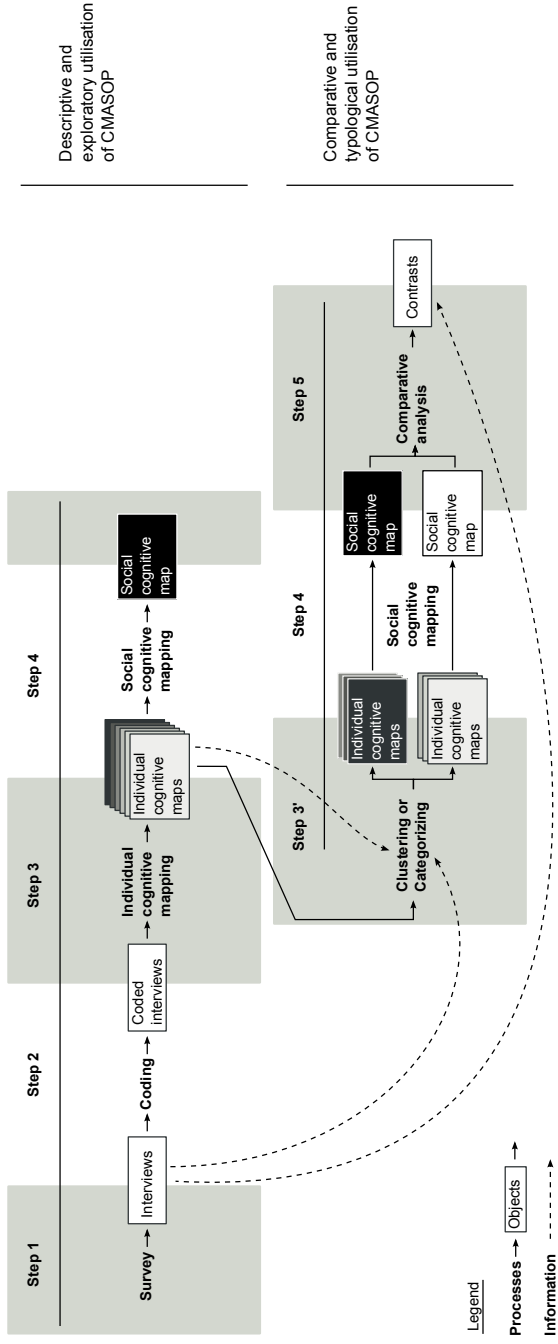 Descriptive and
exploratory utilisation
of CMASOP
Step 1
Step 2
Step 3
Step 4
Survey
Interviews
Coding
Coded
interviews
Individual
cognitive
mapping
Individual
cognitive
maps
Social
cognitive
mapping
Social
cognitive
map
Comparative and
typological utilisation
of CMASOP
Step 3'
Step 4
Step 5
Clustering or
Categorizing
Individual
cognitive
maps
Individual
cognitive
maps
Social
cognitive
mapping
Social
cognitive
map
Social
cognitive
map
Comparative
analysis
Contrasts
Legend
Processes
Objects
Information